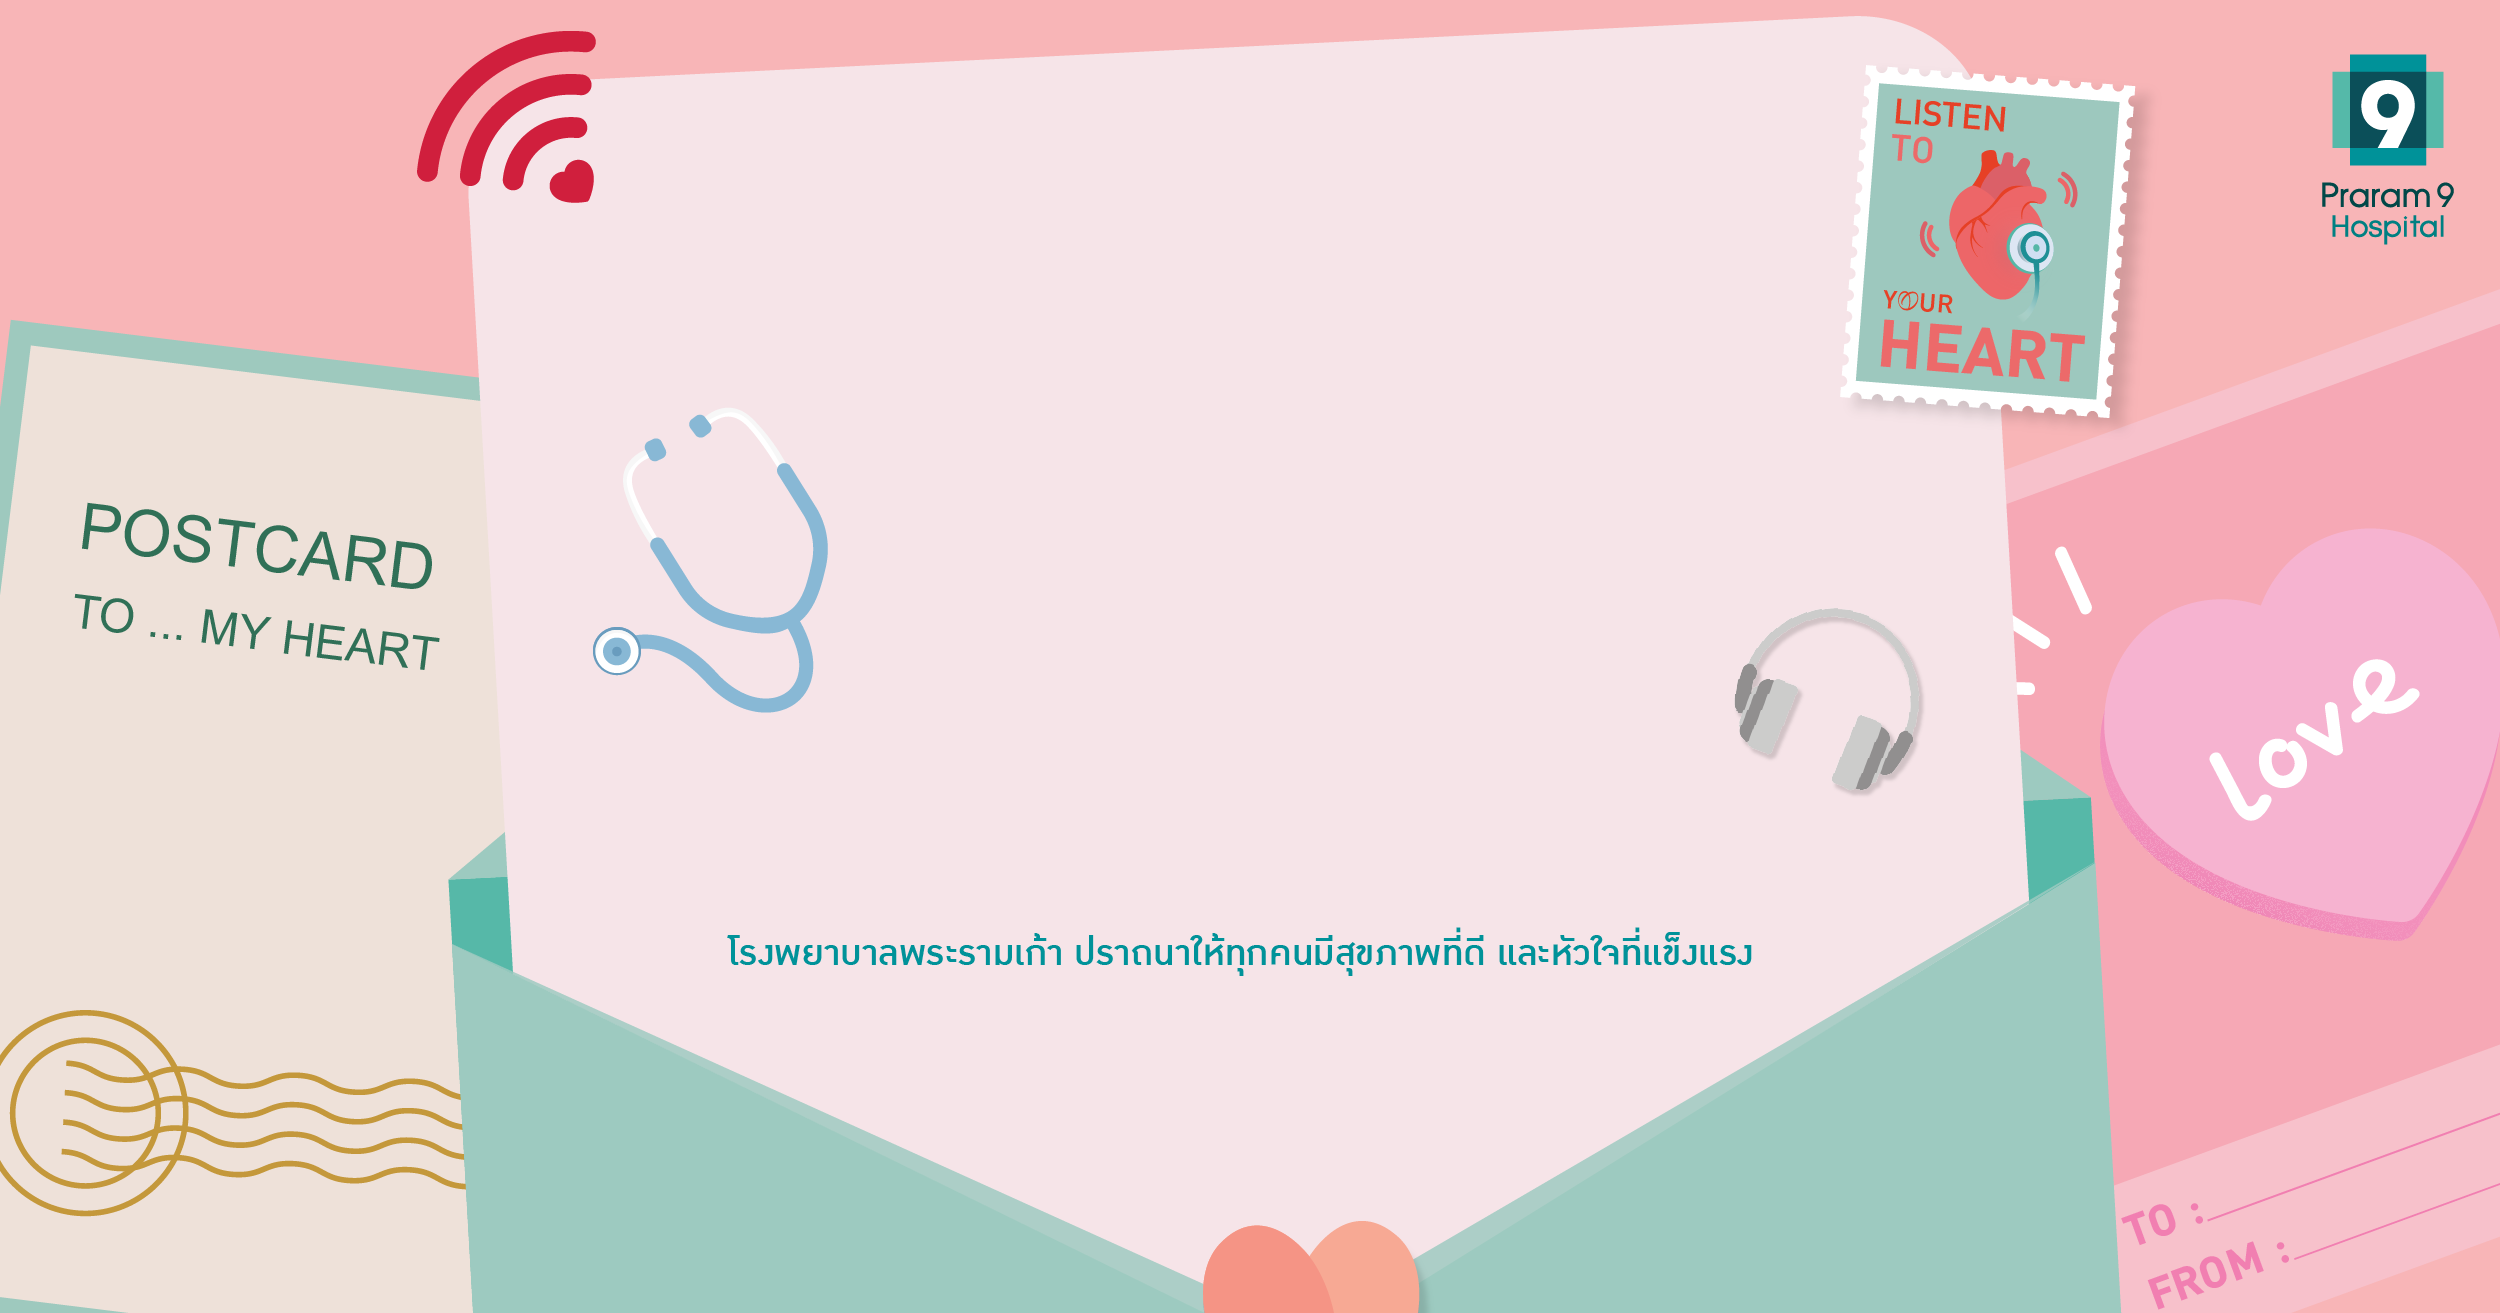 LISTEN
TO
YOUR
HEART
9
Praram 9
Hospital
POSTCARD
TO ... MY HEART
Love
โรงพยาบาลพระรามเก้า ปรารถนาให้ทุกคนมีสุขภาพที่ดี และหัวใจที่แข็งแรง
TO :
FROM :